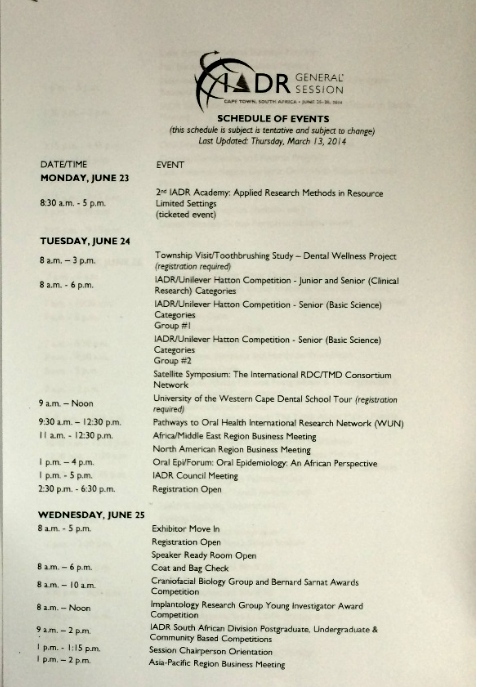 IADR GENERAL SESSION
CAPE TOWN, SOUTH AFRICA • JUNE 25-28, 2014
SCHEDULE OF EVENTS
(this schedule is subject is tentative and subject to change)
Last Updated: Thursday, March 13, 2014
DATE/TIME EVENT
MONDAY, JUNE 23
8:30 a.m. - 5 p.m. 2nd IADR Academy: Applied Research Methods in Resource
Limited Settings
(ticketed event)
TUESDAY, JUNE 24
8 a.m. – 3 p.m. Township Visit/Toothbrushing Study – Dental Wellness Project
(registration required)
8 a.m. - 6 p.m. IADR/Unilever Hatton Competition - Junior and Senior (Clinical
Research) Categories
IADR/Unilever Hatton Competition - Senior (Basic Science)
Categories
Group #1
IADR/Unilever Hatton Competition - Senior (Basic Science)
Categories
Group #2
Satellite Symposium: The International RDC/TMD Consortium
Network
9 a.m. – Noon University of the Western Cape Dental School Tour (registration
required)
9:30 a.m. – 12:30 p.m. Pathways to Oral Health International Research Network (WUN)
11 a.m. - 12:30 p.m. Africa/Middle East Region Business Meeting
North American Region Business Meeting
1 p.m. – 4 p.m. Oral Epi/Forum: Oral Epidemiology: An African Perspective
1 p.m. - 5 p.m. IADR Council Meeting
2:30 p.m. - 6:30 p.m. Registration Open
WEDNESDAY, JUNE 25
8 a.m. - 5 p.m. Exhibitor Move In
Registration Open
Speaker Ready Room Open
8 a.m. – 6 p.m. Coat and Bag Check
8 a.m. – 10 a.m. Craniofacial Biology Group and Bernard Sarnat Awards
Competition
8 a.m. – Noon Implantology Research Group Young Investigator Award
Competition
9 a.m. – 2 p.m. IADR South African Division Postgraduate, Undergraduate &
Community Based Competitions
1 p.m. - 1:15 p.m. Session Chairperson Orientation
1 p.m. – 2 p.m. Asia-Pacific Region Business Meeting